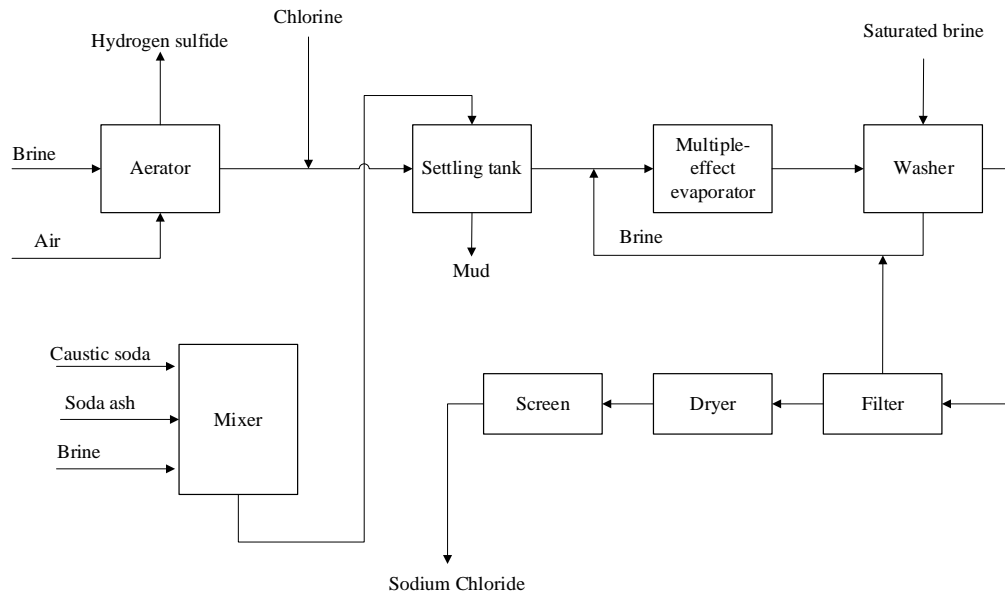 Chlorine
Hydrogen sulfide
Saturated brine
Brine
Aerator
Settling tank
Multiple-
effect
evaporator
Washer
Air
Brine
Mud
Caustic soda
Soda ash
Brine
Mixer
Screen
Dryer
Filter
Sodium Chloride